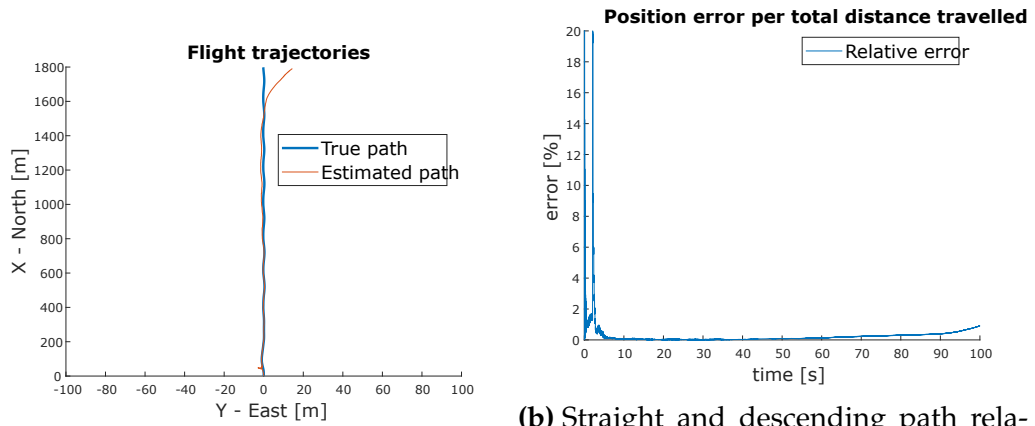 Flight trajectories
1800
1600
1400
1200
1000
800
600
400
200
0
X - North [m]
True path
Estimated path
-100 -80 -60 -40 -20 0 20 40 60 80 100
Y - East [m]
Position error per total distance travelled
Relative error
20
18
16
14
12
10
8
6
4
2
0
error [%]
0 10 20 30 40 50 60 70 80 90 100
time [s]
(b) Straight and descending path rela-